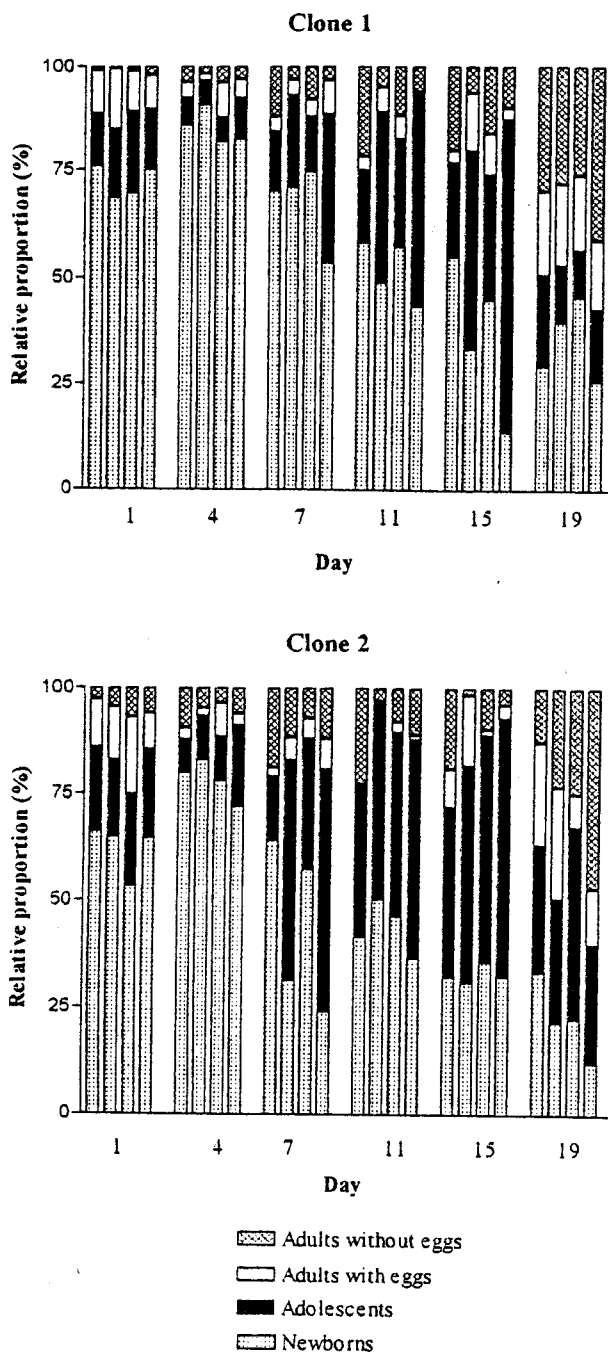 Clone 1
Relative proportion (%)
100
75
50
25
0
1 4 7 11 15 19
Day
Clone 2
Relative proportion (%)
100
75
50
25
0
1 4 7 11 15 19
Day
Adults without eggs
Adults with eggs
Adolescents
Newborns